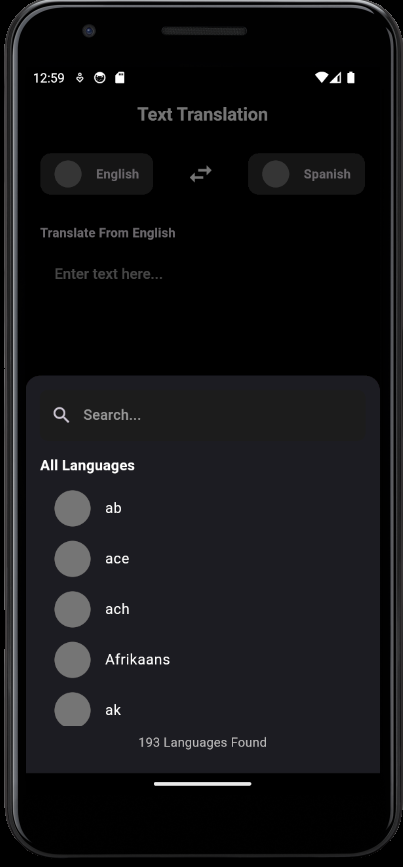 12:59
Text Translation
English
Spanish
Translate From English
Enter text here...
Search...
All Languages
ab
ace
ach
Afrikaans
ak
193 Languages Found